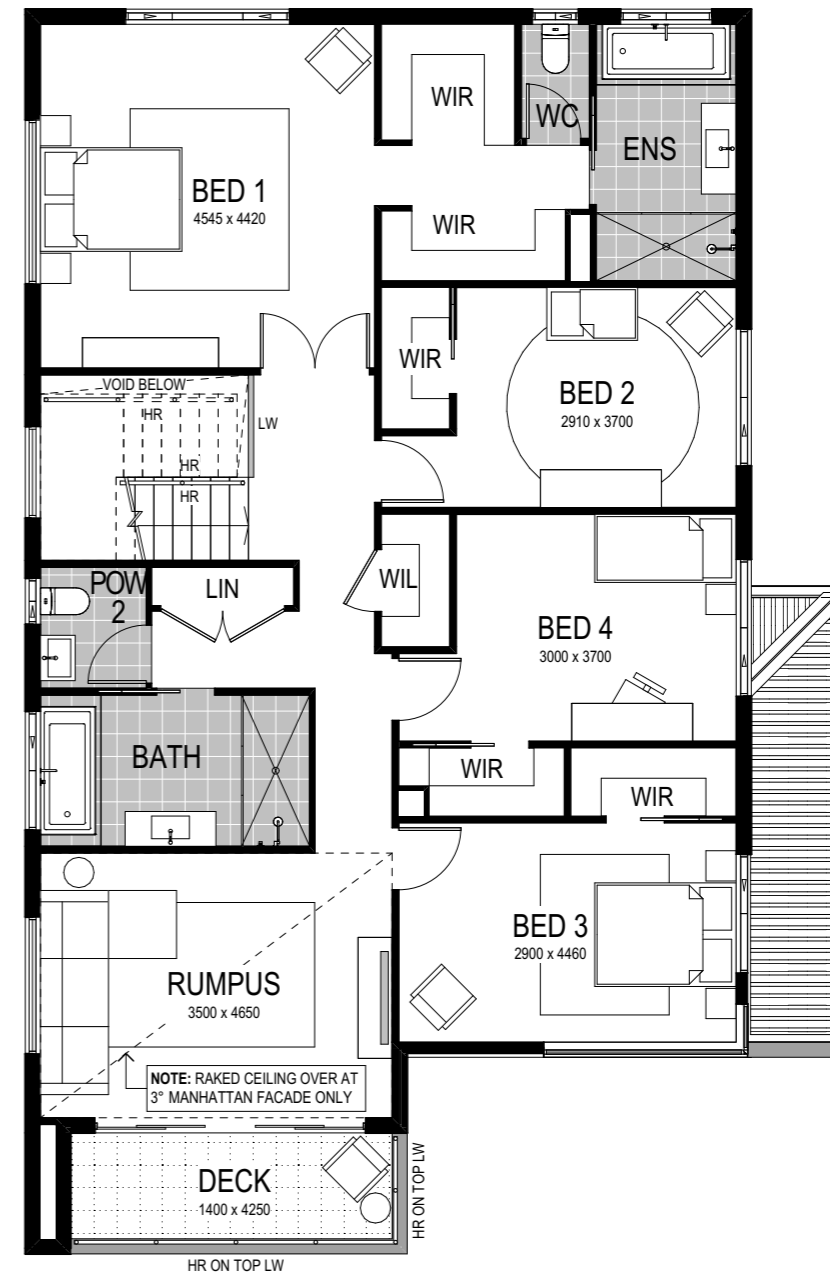 WIR
WC
ENS
BED 1
4545 x 4420
WIR
WIR
BED 2
2910 x 3700
VOID BELOW
HR
LW
HR
HR
POW
2
LIN
WIL
BED 4
3000 x 3700
BATH
WIR
WIR
BED 3
2900 x 4460
RUMPUS
3500 x 4650
NOTE: RAKED CEILING OVER AT
3° MANHATTAN FACADE ONLY
DECK
1400 x 4250
HR ON TOP LW
HR ON TOP LW